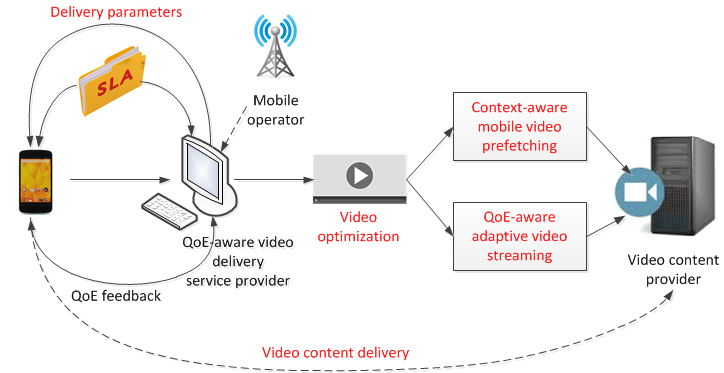 Delivery parameters
SLA
Mobile
operator
Context-aware
mobile video
prefetching
Video
optimization
QoE-aware
adaptive video
streaming
QoE-aware video
delivery
service provider
Video content
provider
QoE feedback
Video content delivery